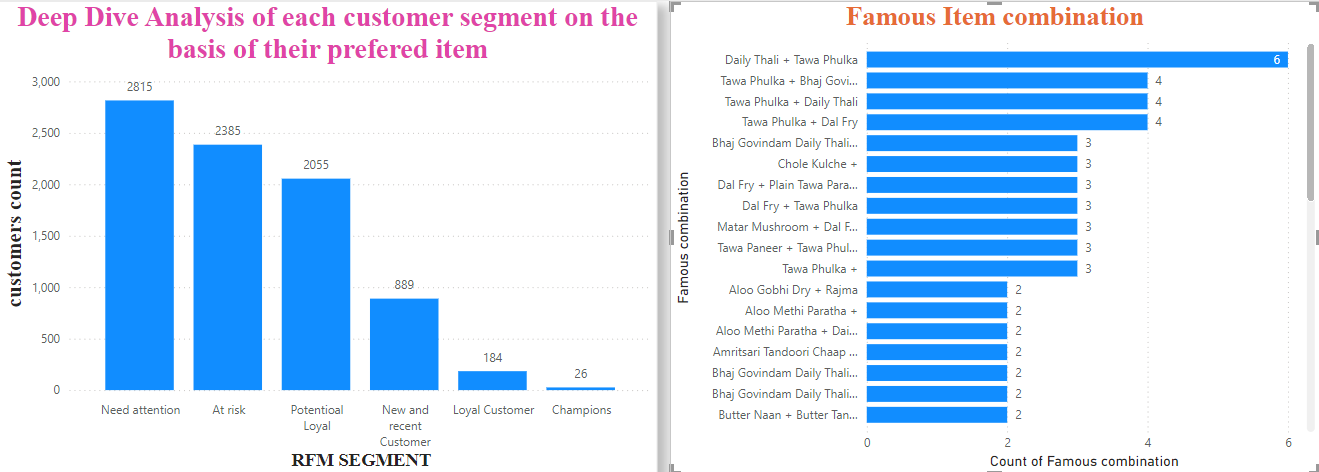 Deep Dive Analysis of each customer segment on the
basis of their prefered item
customers count
3,000
2,500
2,000
1,500
1,000
500
0
2815
2385
2055
889
184
26
Need attention
At risk
Potentioal
Loyal
New and
recent
Customer
Loyal Customer
Champions
RFM SEGMENT
Famous Item combination
Famous combination
Daily Thali + Tawa Phulka 6
Tawa Phulka + Bhaj Govi... 4
Tawa Phulka + Daily Thali 4
Tawa Phulka + Dal Fry 4
Bhaj Govindam Daily Thali... 3
Chole Kulche + 3
Dal Fry + Plain Tawa Para... 3
Dal Fry + Tawa Phulka 3
Matar Mushroom + Dal F... 3
Tawa Paneer + Tawa Phul... 3
Tawa Phulka + 3
Aloo Gobhi Dry + Rajma 2
Aloo Methi Paratha + 2
Aloo Methi Paratha + Dai... 2
Amritsari Tandoori Chaap ... 2
Bhaj Govindam Daily Thali... 2
Bhaj Govindam Daily Thali... 2
Butter Naan + Butter Tan... 2
0 2 4 6
Count of Famous combination